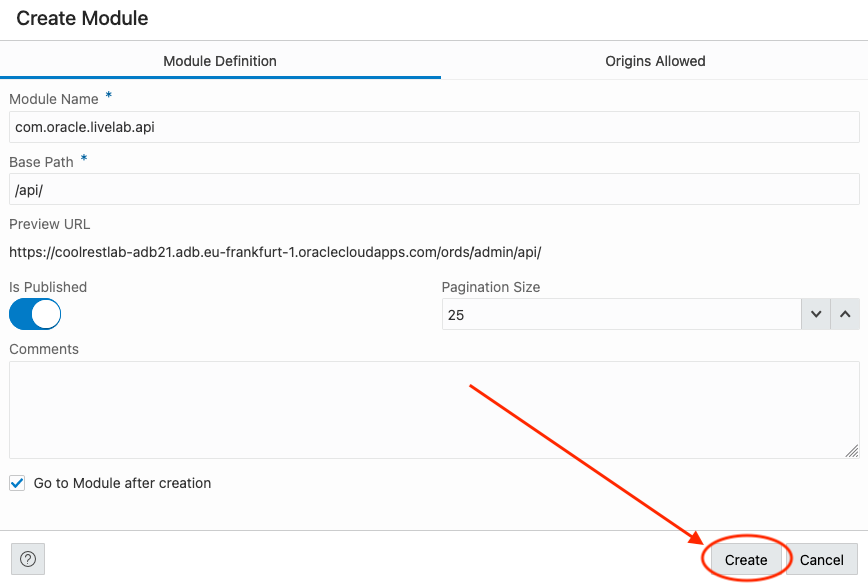 Create Module
Module Definition
Origins Allowed
Module Name *
com.oracle.livelab.api
Base Path *
/api/
Preview URL
https://coolrestlab-adb21.adb.eu-frankfurt-1.oraclecloudapps.com/ords/admin/api/
Is Published
Pagination Size
25
Comments
Go to Module after creation
?
Create
Cancel